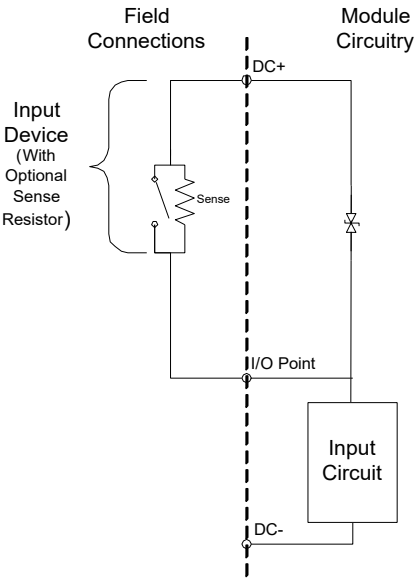 Field
Connections
Module
Circuitry
DC+
Input
Device
(With
Optional
Sense
Resistor)
Sense
I/O Point
Input
Circuit
DC-